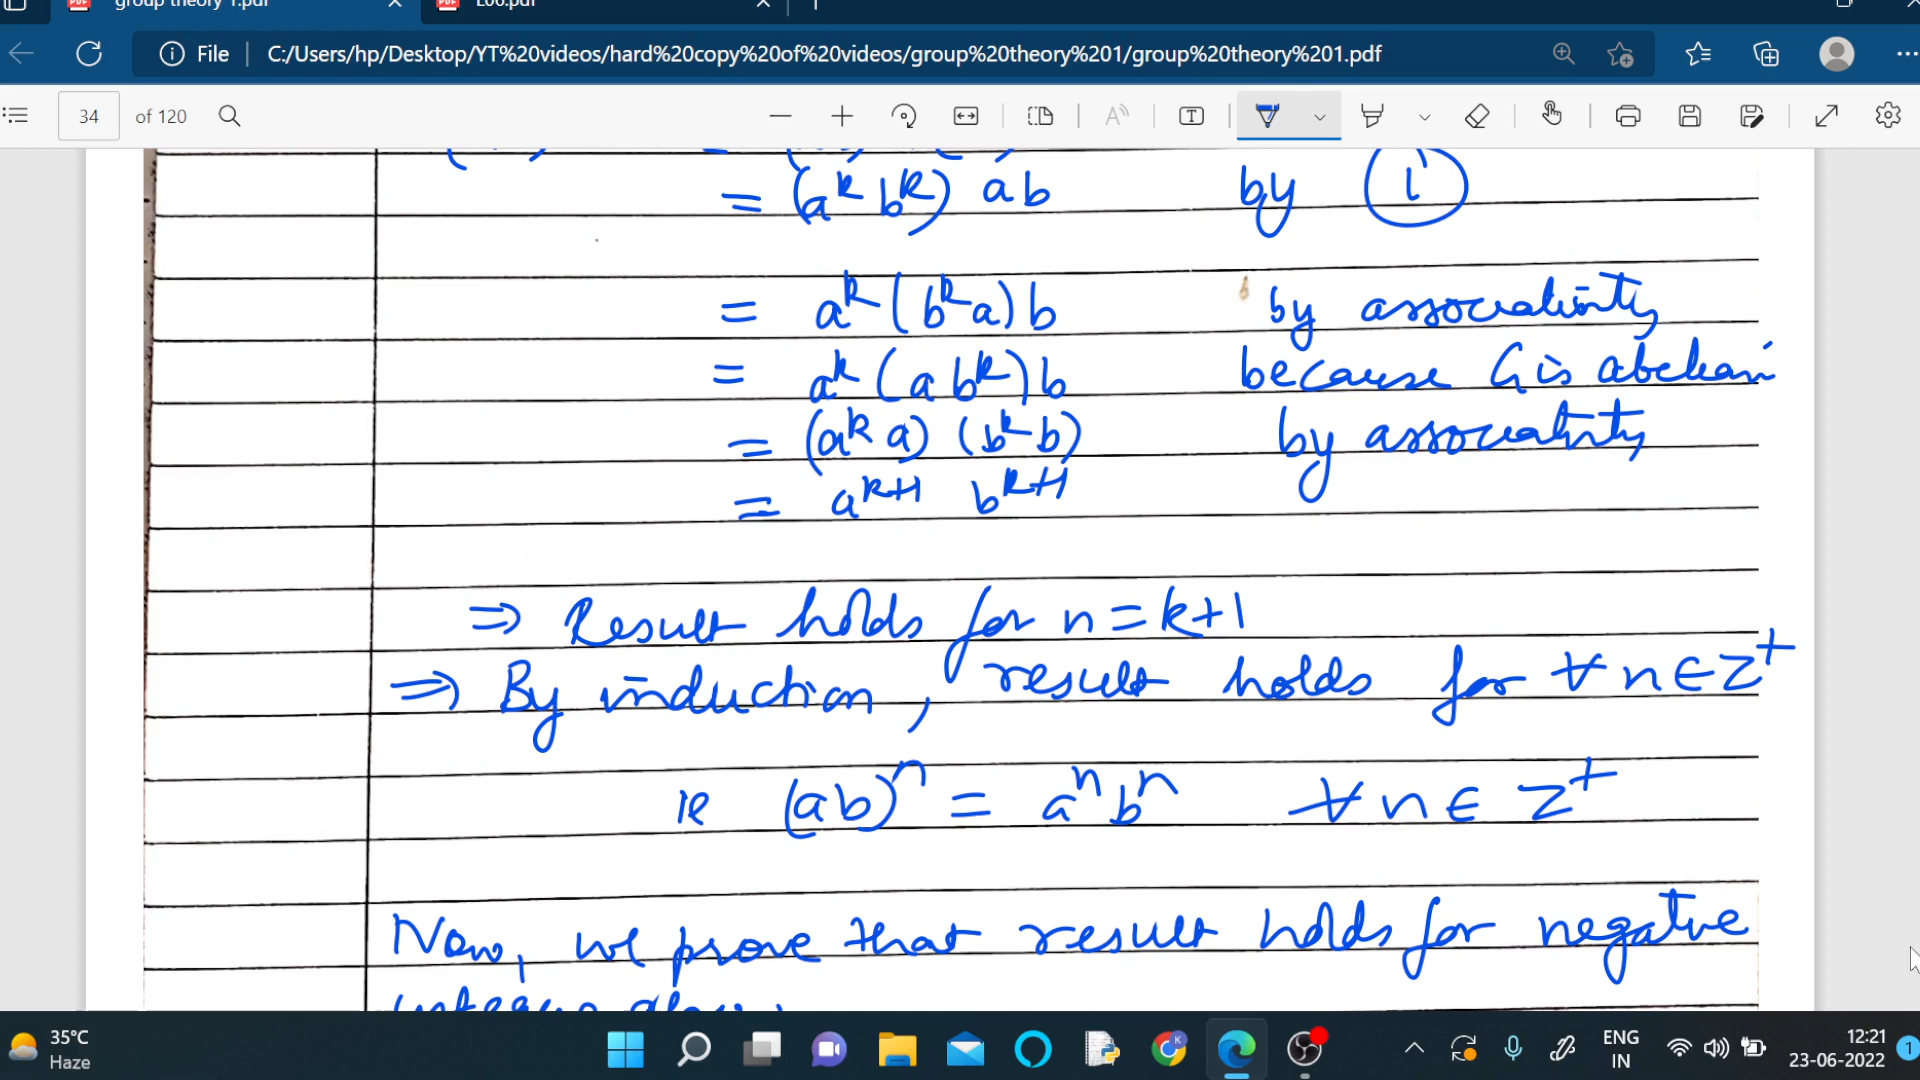 group theory 1.pdf
L06.pdf
File
C:/Users/hp/Desktop/YT%20videos/hard%20copy%20of%20videos/group%20theory%201/group%20theory%201.pdf
34 of 120
= (a^k b^k) ab by (i)
= a^k (b^k a) b by associativity
= a^k (a b^k) b because G is abelian
= (a^k a) (b^k b) by associativity
= a^{k+1} b^{k+1}
⇒ Result holds for n = k+1
⇒ By induction, result holds for ∀ n ∈ Z^+
ie (ab)^n = a^n b^n ∀ n ∈ Z^+
Now, we prove that result holds for negative
35°C
Haze
ENG
IN
12:21
23-06-2022
1